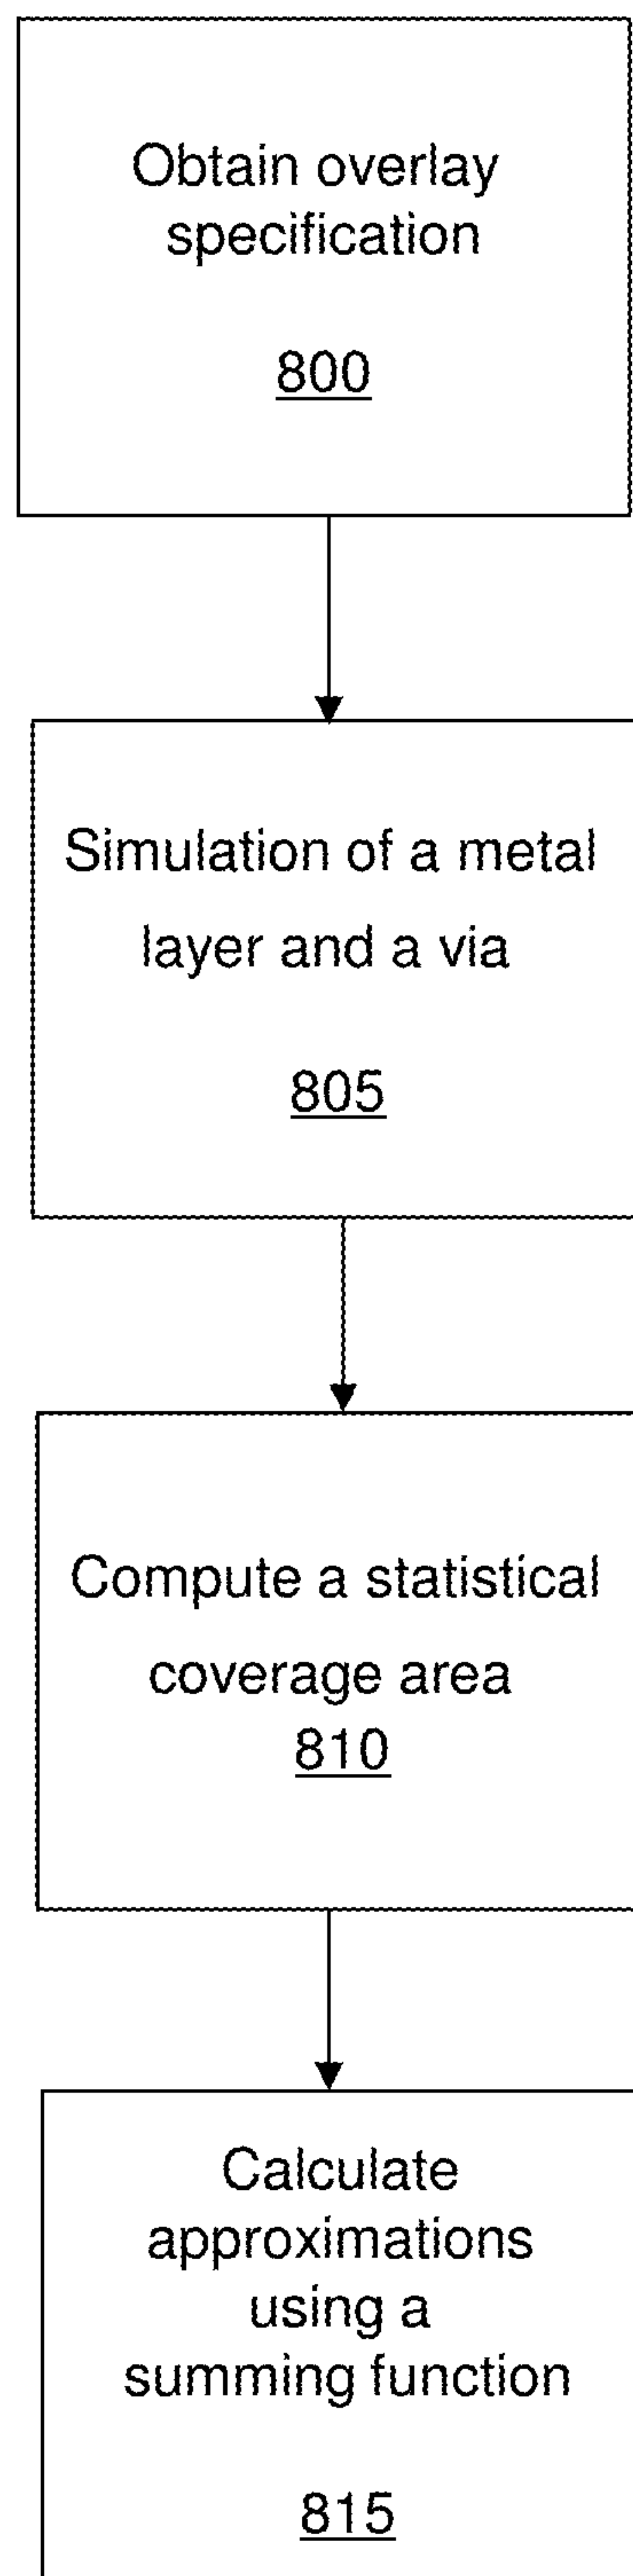 Obtain overlay
specification
800
Simulation of a metal
layer and a via
805
Compute a statistical
coverage area
810
Calculate
approximations
using a
summing function
815